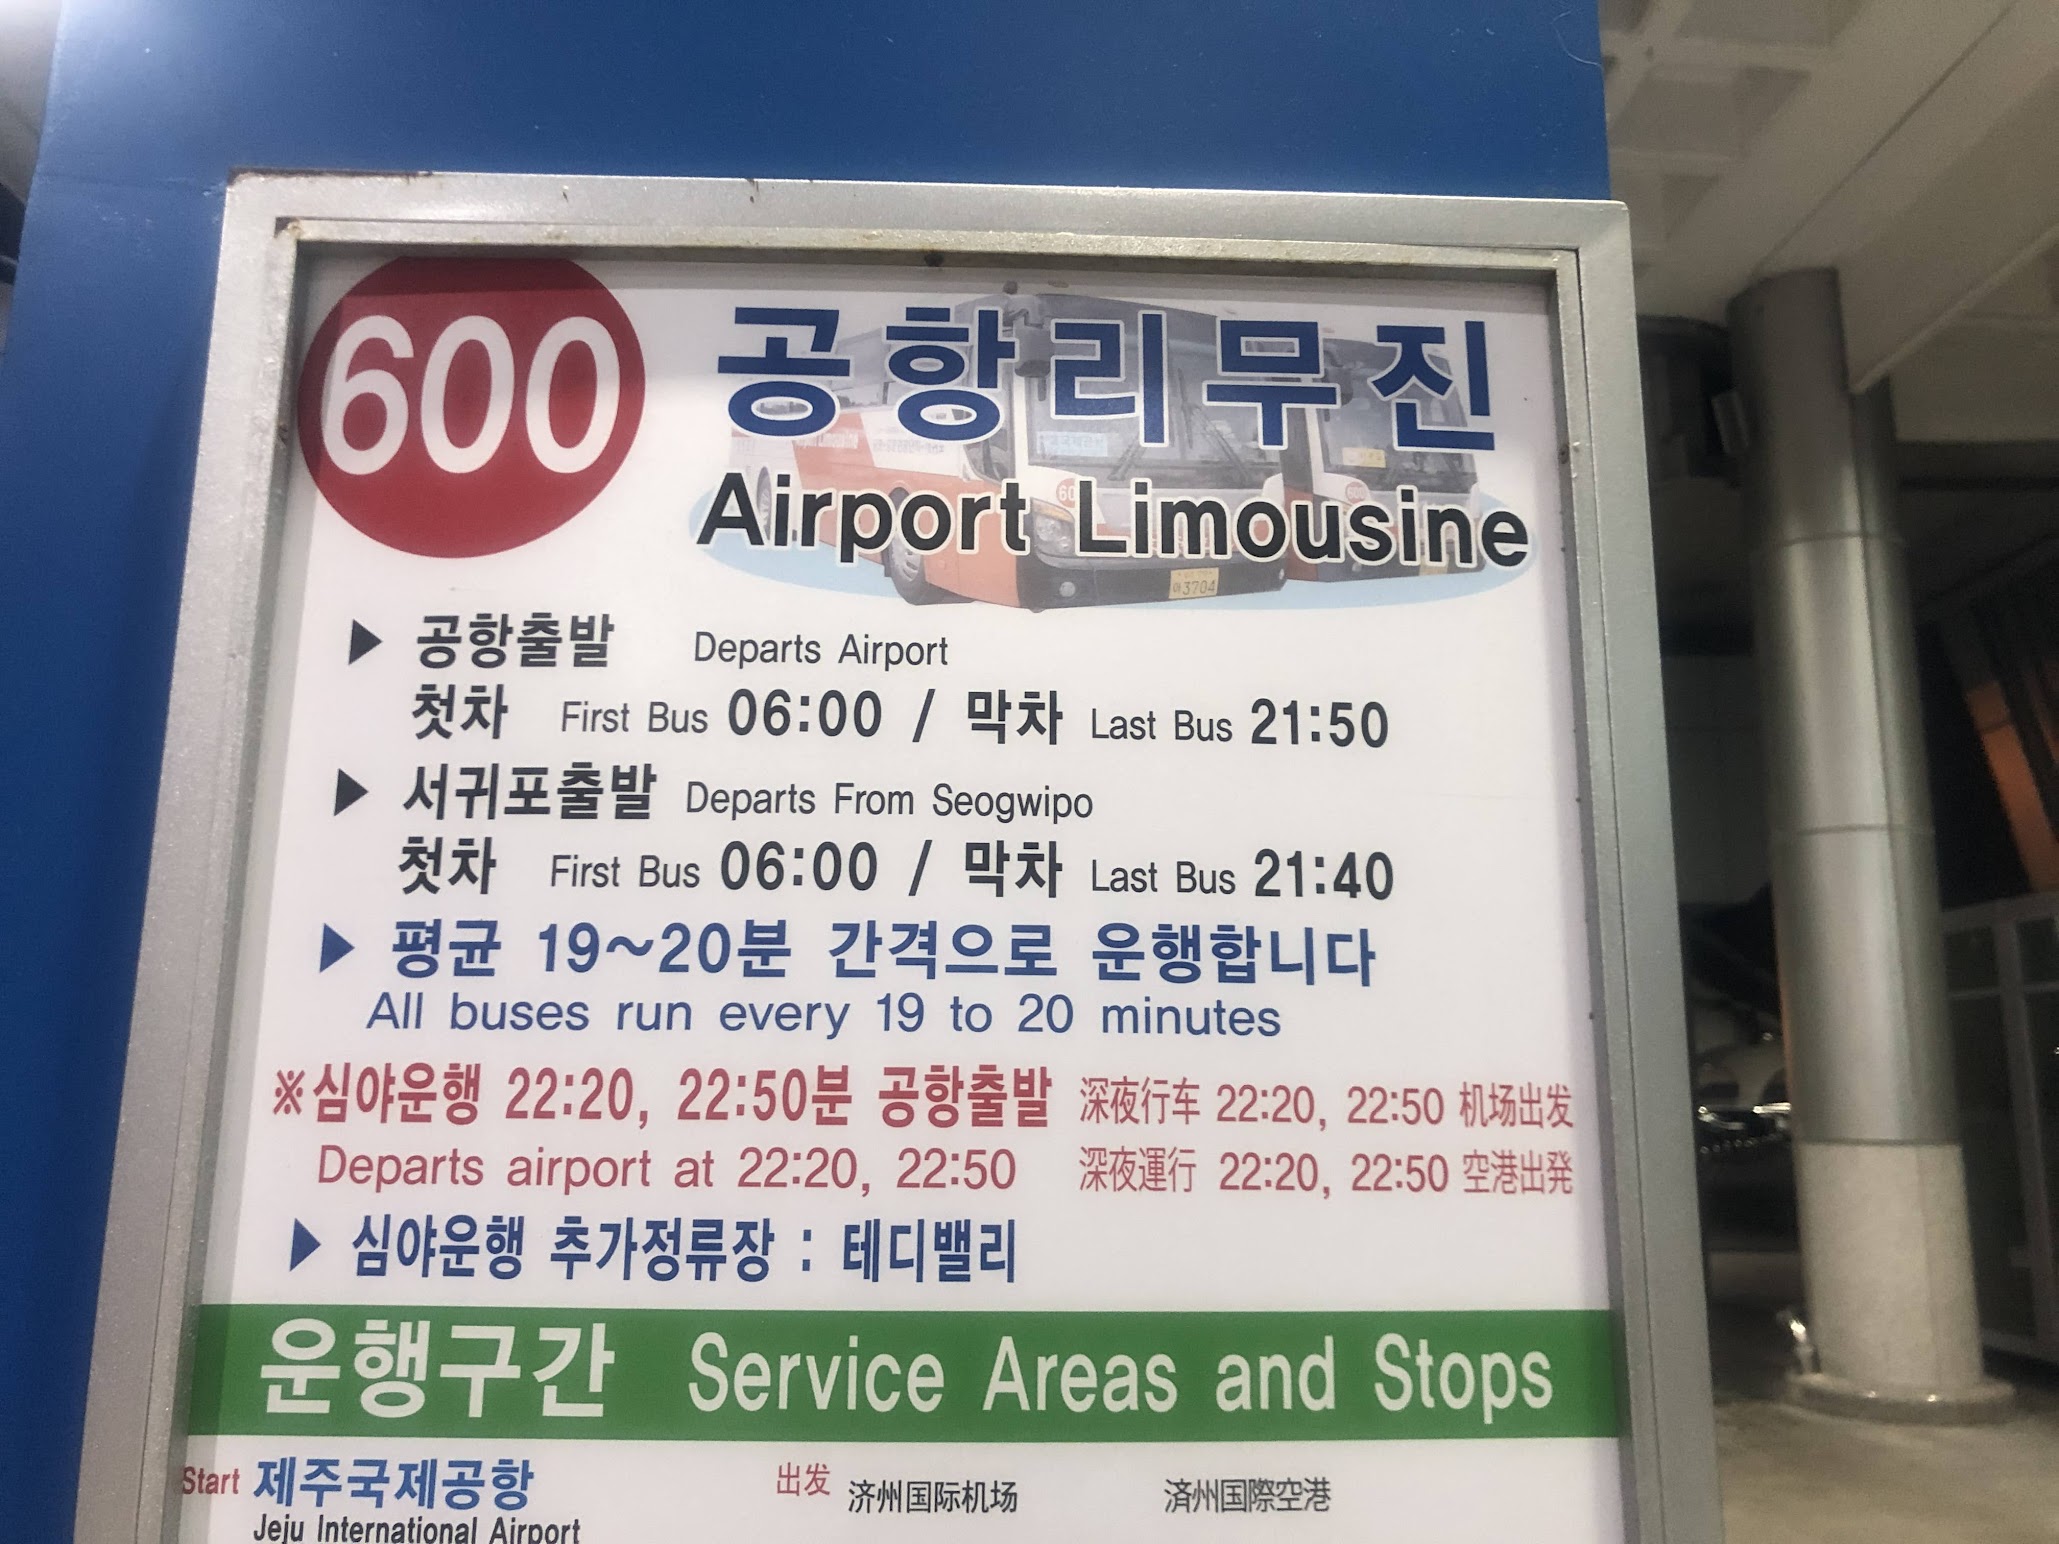 600 공항리무진
Airport Limousine
▶ 공항출발 Departs Airport
첫차 First Bus 06:00 / 막차 Last Bus 21:50
▶ 서귀포출발 Departs From Seogwipo
첫차 First Bus 06:00 / 막차 Last Bus 21:40
▶ 평균 19~20분 간격으로 운행합니다
All buses run every 19 to 20 minutes
※심야운행 22:20, 22:50분 공항출발 深夜行车 22:20, 22:50 机场出发
Departs airport at 22:20, 22:50 深夜運行 22:20, 22:50 空港出発
▶ 심야운행 추가정류장 : 테디밸리
운행구간 Service Areas and Stops
Start 제주국제공항 出发 济州国际机场 済州国際空港
Jeju International Airport